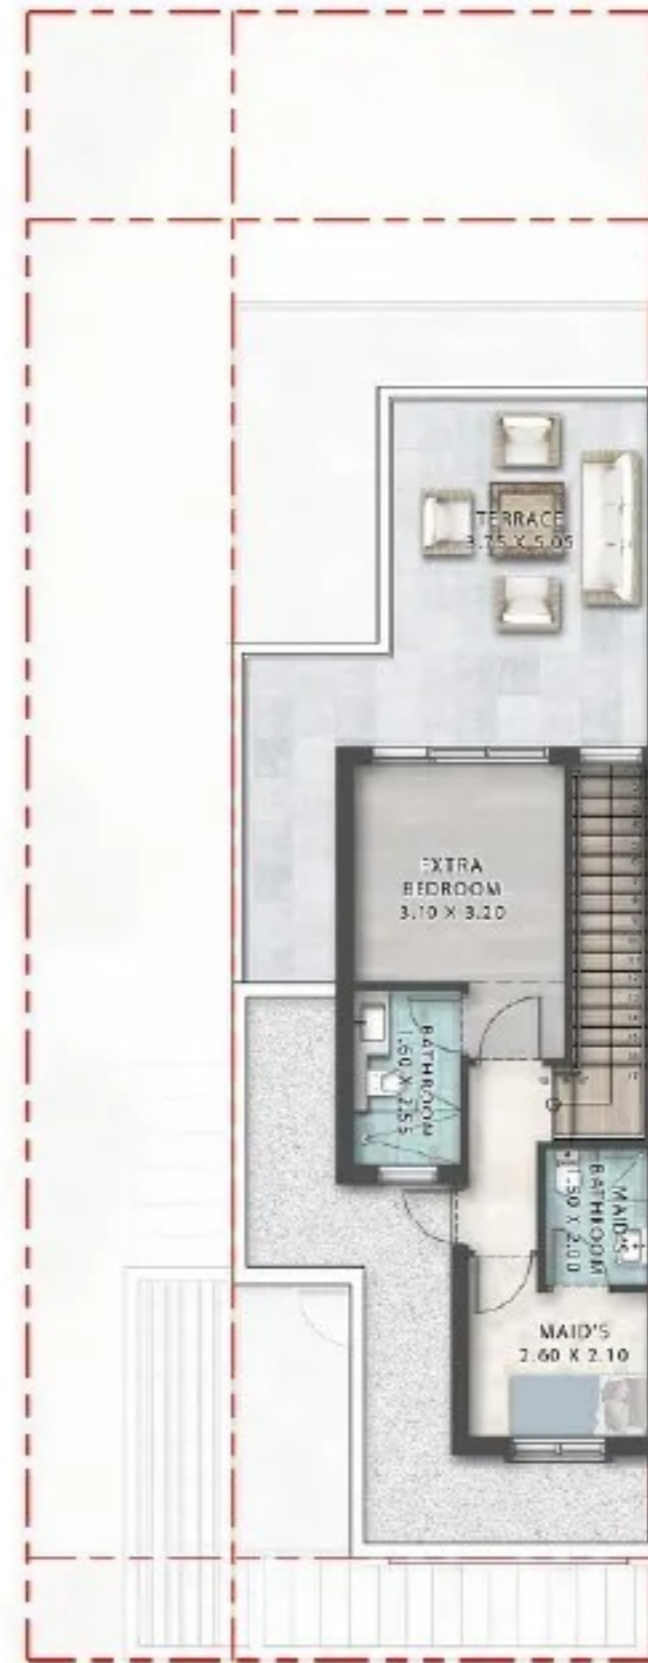 TERRACE
3.75 X 5.05
EXTRA
BEDROOM
3.10 X 3.20
BATHROOM
1.60 X 2.55
MAID'S
BATHROOM
1.50 X 2.00
MAID'S
2.60 X 2.10